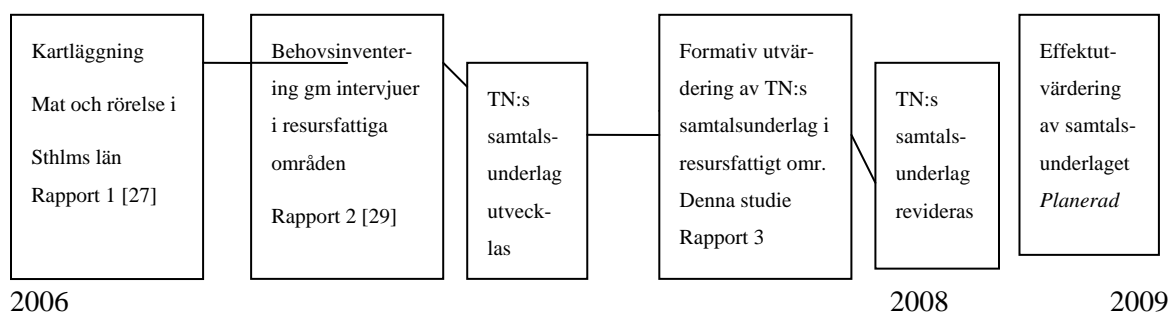 Kartläggning
Mat och rörelse i
Sthlms län
Rapport 1 [27]
Behovsinventer-
ing gm intervjuer
i resursfattiga
områden
Rapport 2 [29]
TN:s
samtals-
underlag
utveck-
las
Formativ utvär-
dering av TN:s
samtalsunderlag i
resursfattigt omr.
Denna studie
Rapport 3
TN:s
samtals-
underlag
revideras
Effektut-
värdering
av samtals-
underlaget
Planerad
2006
2008
2009